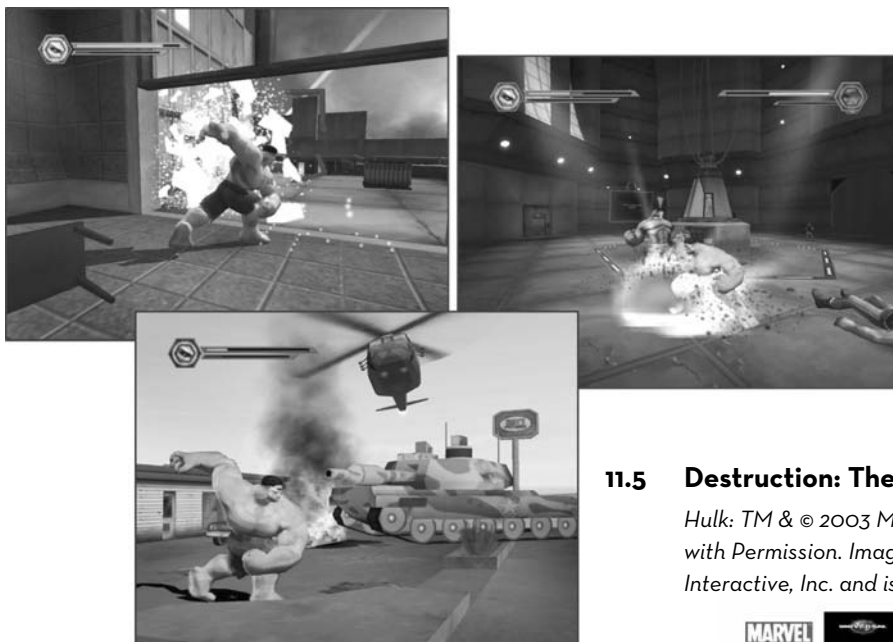 11.5 Destruction: The
Hulk: TM & © 2003 M
with Permission. Imag
Interactive, Inc. and is
MARVEL